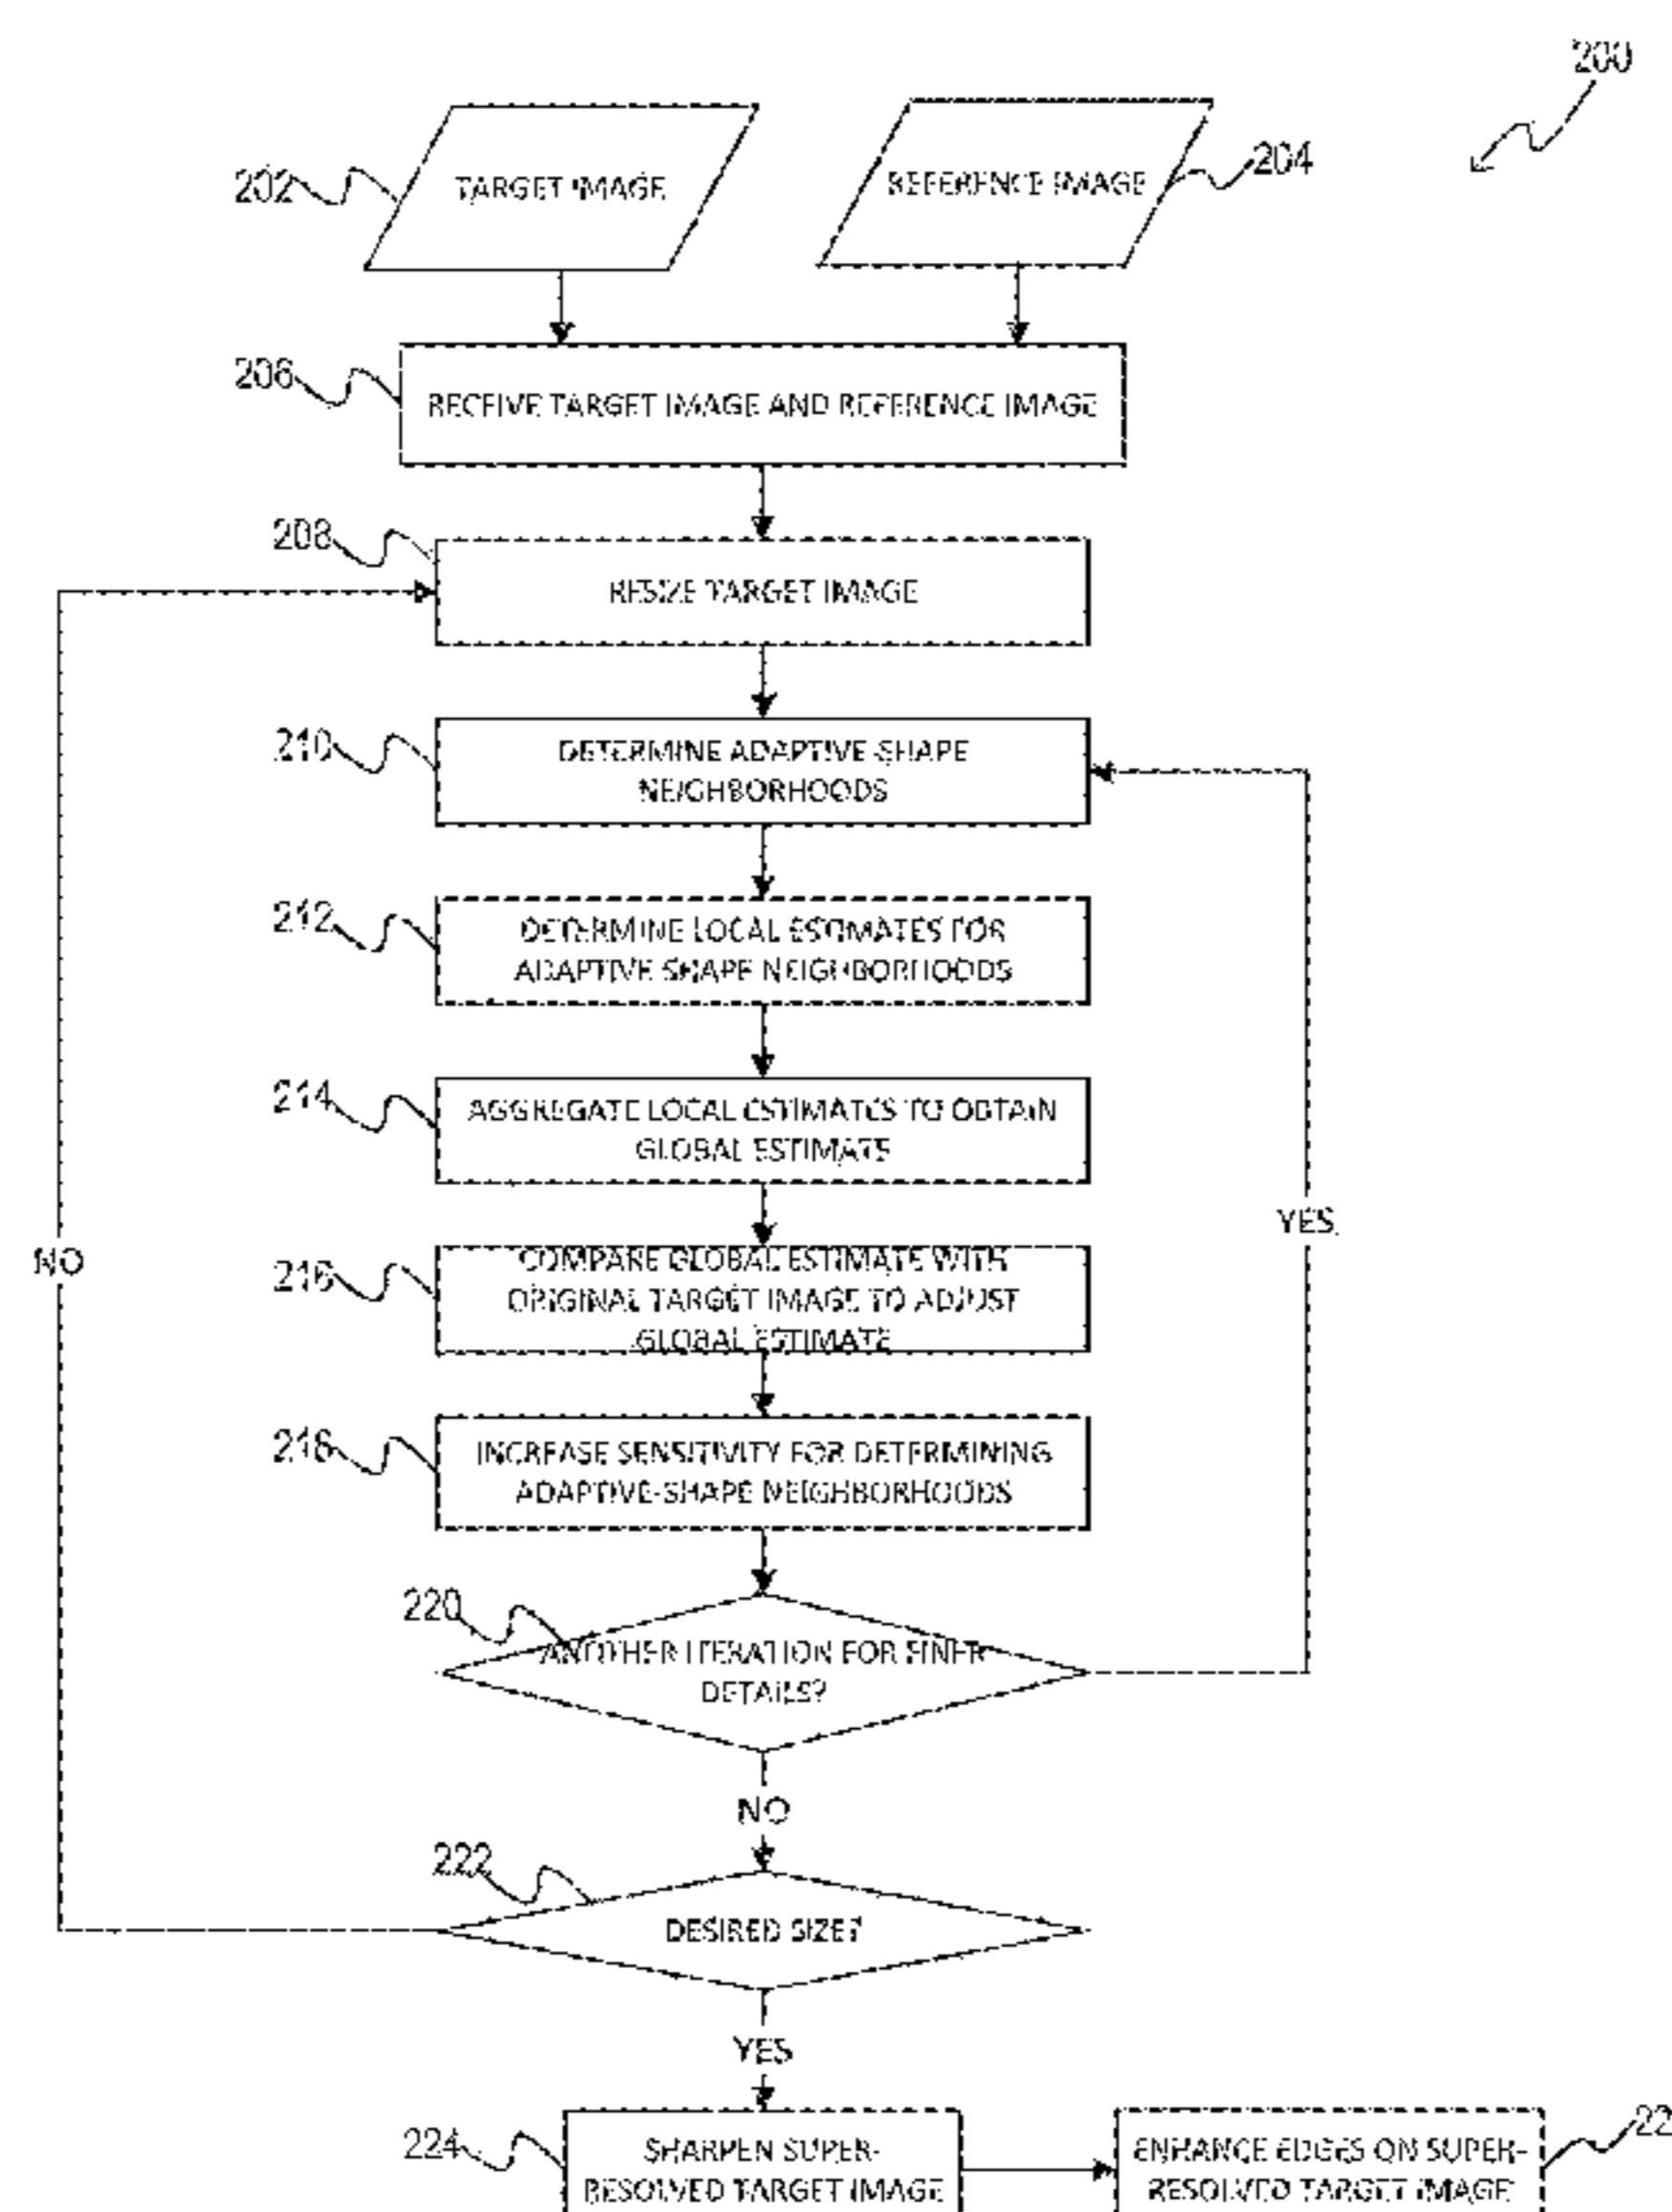 200
202
TARGET IMAGE
REFERENCE IMAGE
204
206
RECEIVE TARGET IMAGE AND REFERENCE IMAGE
208
RESIZE TARGET IMAGE
210
DETERMINE ADAPTIVE-SHAPE
NEIGHBORHOODS
212
DETERMINE LOCAL ESTIMATES FOR
ADAPTIVE SHAPE NEIGHBORHOODS
214
AGGREGATE LOCAL ESTIMATES TO OBTAIN
GLOBAL ESTIMATE
NO
YES
216
COMPARE GLOBAL ESTIMATE WITH
ORIGINAL TARGET IMAGE TO ADJUST
GLOBAL ESTIMATE
218
INCREASE SENSITIVITY FOR DETERMINING
ADAPTIVE-SHAPE NEIGHBORHOODS
220
ANOTHER ITERATION FOR FINER
DETAILS?
NO
222
DESIRED SIZE?
YES
224
SHARPEN SUPER-
RESOLVED TARGET IMAGE
ENHANCE EDGES ON SUPER-
RESOLVED TARGET IMAGE
22